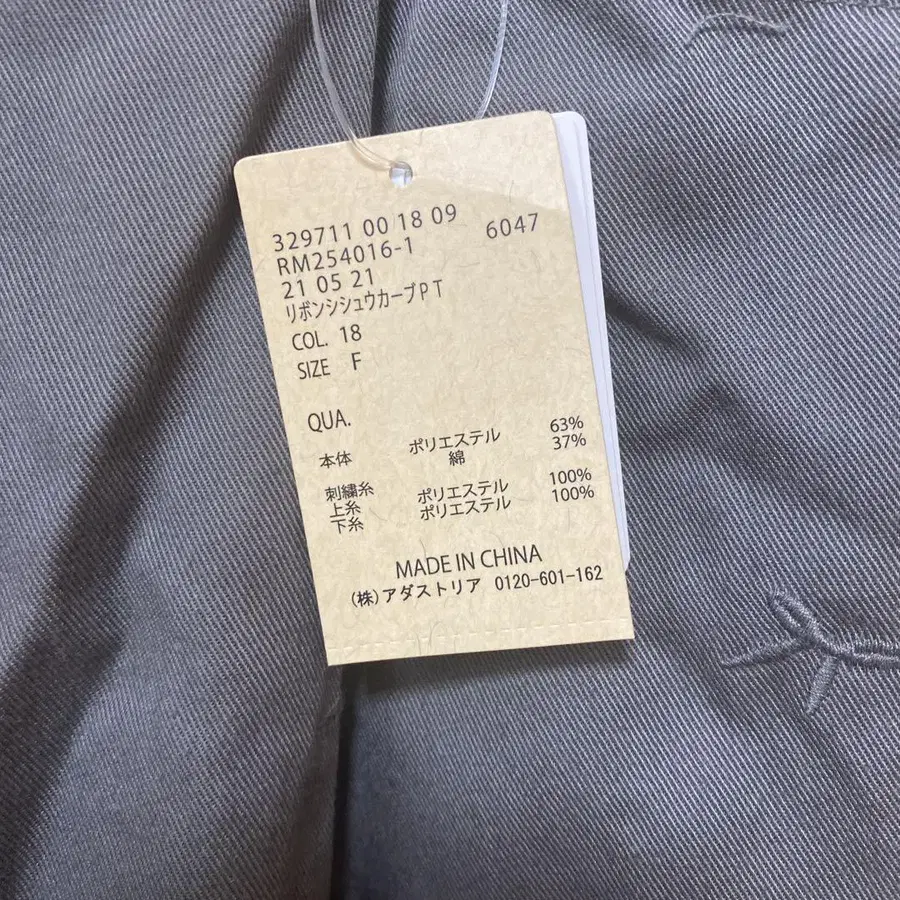 329711 00 18 09 6047
RM254016-1
21 05 21
リボンシシュウカーブPT
COL. 18
SIZE F
QUA.
本体 ポリエステル 63%
綿 37%
刺繍糸
上糸 ポリエステル 100%
下糸 ポリエステル 100%
MADE IN CHINA
(株)アダストリア 0120-601-162